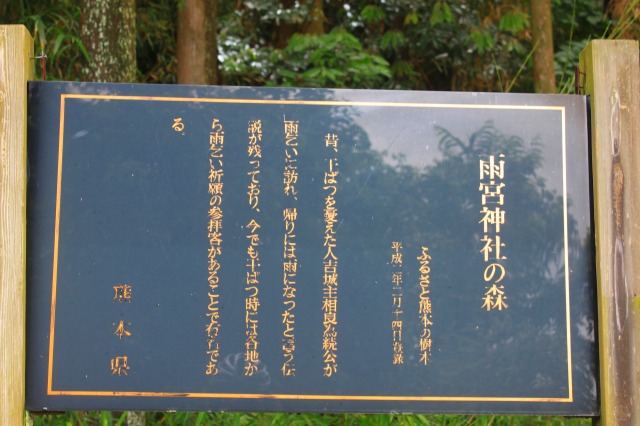 雨宮神社の森
ふるさと熊本の樹木
平成二年二月十四日登録
昔、干ばつを憂えた人吉城主相良為続公が
雨乞いに訪れ、帰りには雨になったと言う伝
説が残っており、今でも干ばつ時には各地か
ら雨乞い祈願の参拝客があることで有名であ
る。
熊本県